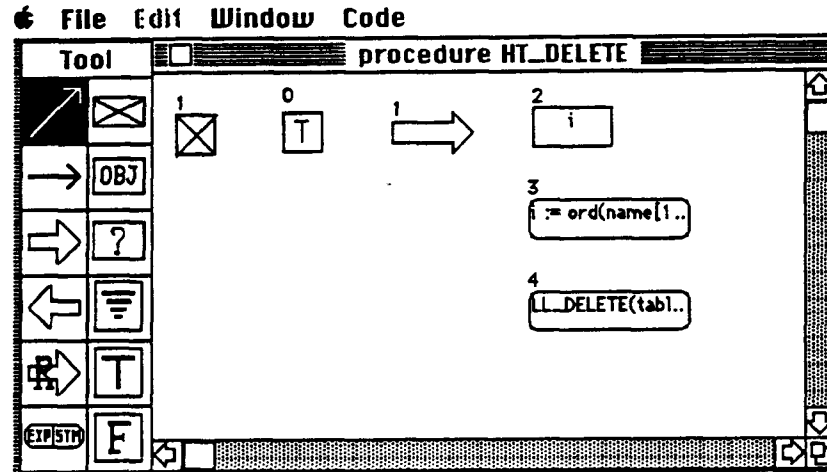 File Edit Window Code
Tool
procedure HT_DELETE
1
0
T
1
2
i
3
i := ord(name[1..
4
LL_DELETE(tabl..
OBJ
?
R
T
EXP STM
F